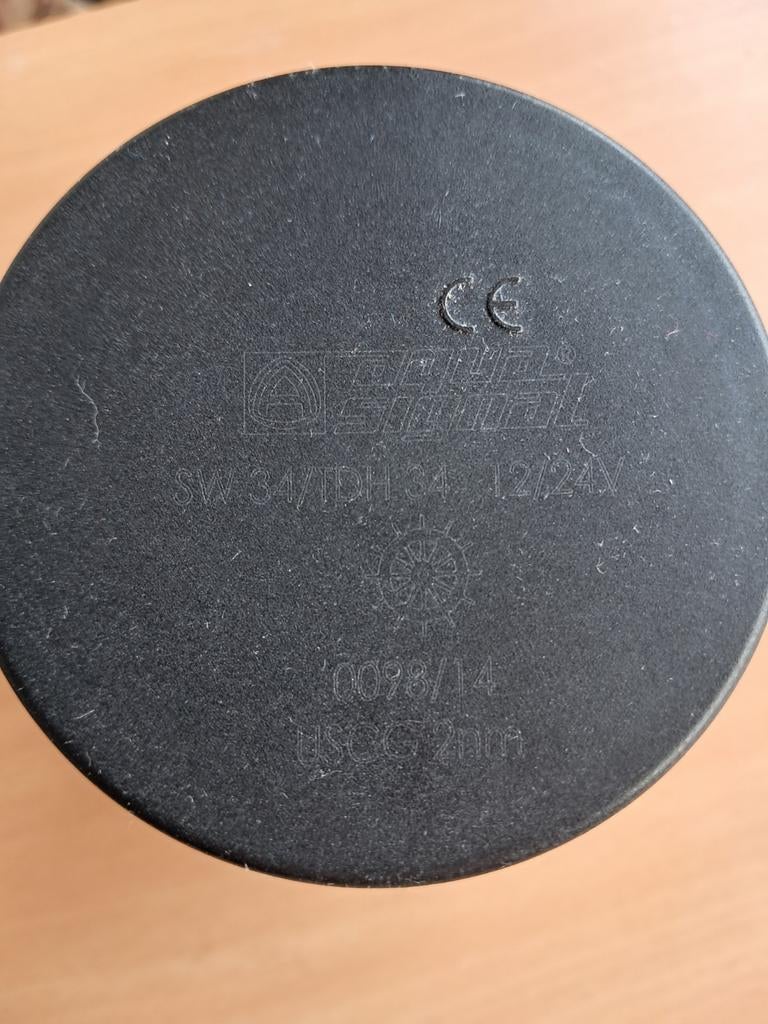 CE
aqua®
signal
SW 34/TDH 34 12/24V
0098/14
USCG 2nm